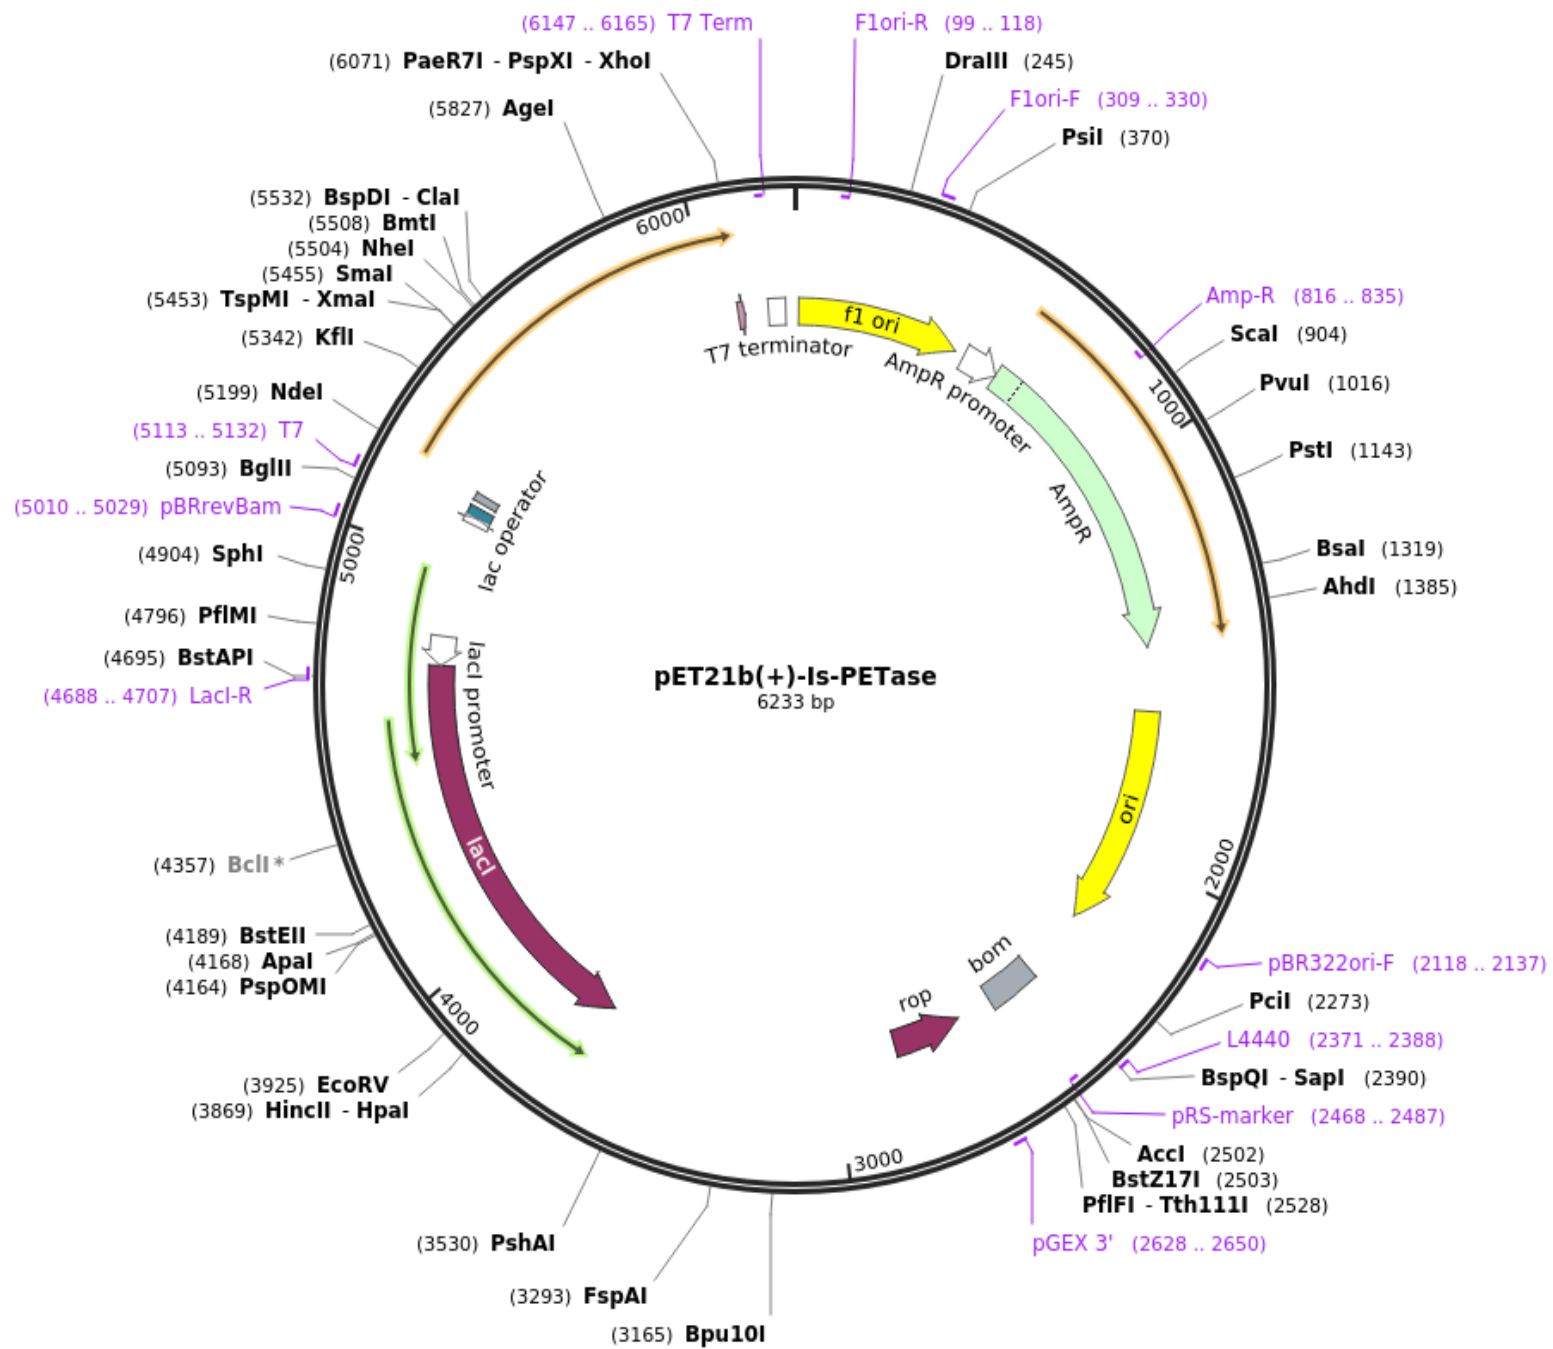 (6147 .. 6165) T7 Term
F1ori-R (99 .. 118)
(6071) PaeR7I - PspXI - XhoI
DraIII (245)
(5827) AgeI
F1ori-F (309 .. 330)
PsiI (370)
(5532) BspDI - ClaI
(5508) BmtI
(5504) NheI
(5455) SmaI
(5453) TspMI - XmaI
(5342) KflI
(5199) NdeI
(5113 .. 5132) T7
(5093) BglII
(5010 .. 5029) pBRrevBam
(4904) SphI
(4796) PflMI
(4695) BstAPI
(4688 .. 4707) LacI-R
(4357) BclI*
(4189) BstEII
(4168) ApaI
(4164) PspOMI
(3925) EcoRV
(3869) HincII - HpaI
(3530) PshAI
(3293) FspAI
(3165) Bpu10I
Amp-R (816 .. 835)
ScaI (904)
PvuI (1016)
PstI (1143)
BsaI (1319)
AhdI (1385)
pBR322ori-F (2118 .. 2137)
PciI (2273)
L4440 (2371 .. 2388)
BspQI - SapI (2390)
pRS-marker (2468 .. 2487)
AccI (2502)
BstZ17I (2503)
PflFI - Tth111I (2528)
pGEX 3' (2628 .. 2650)
1000
2000
3000
4000
5000
6000
T7 terminator
f1 ori
AmpR promoter
AmpR
ori
bom
rop
lac operator
lacI promoter
lacI
pET21b(+)-Is-PETase
6233 bp